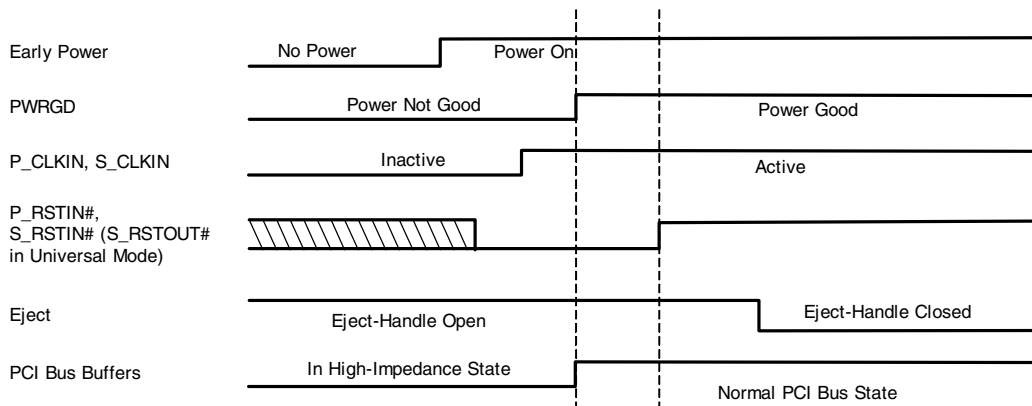 Early Power
No Power
Power On
PWRGD
Power Not Good
Power Good
P_CLKIN, S_CLKIN
Inactive
Active
P_RSTIN#,
S_RSTIN# (S_RSTOUT#
in Universal Mode)
Eject
Eject-Handle Open
Eject-Handle Closed
PCI Bus Buffers
In High-Impedance State
Normal PCI Bus State